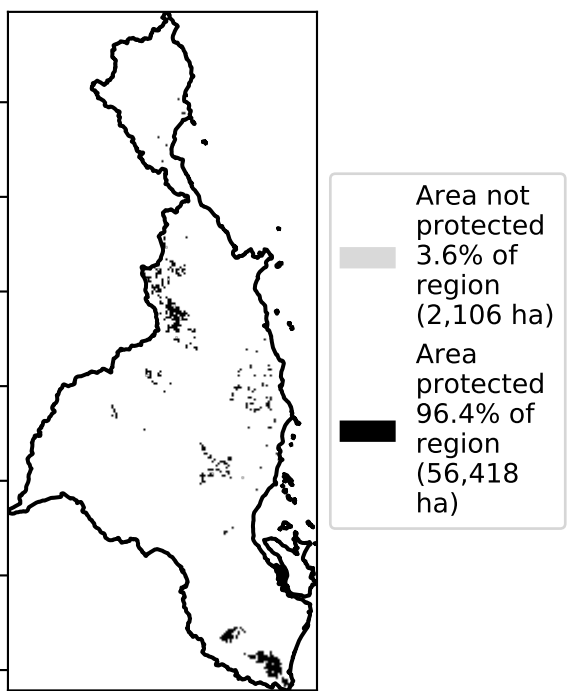 Area not
protected
3.6% of
region
(2,106 ha)
Area
protected
96.4% of
region
(56,418
ha)